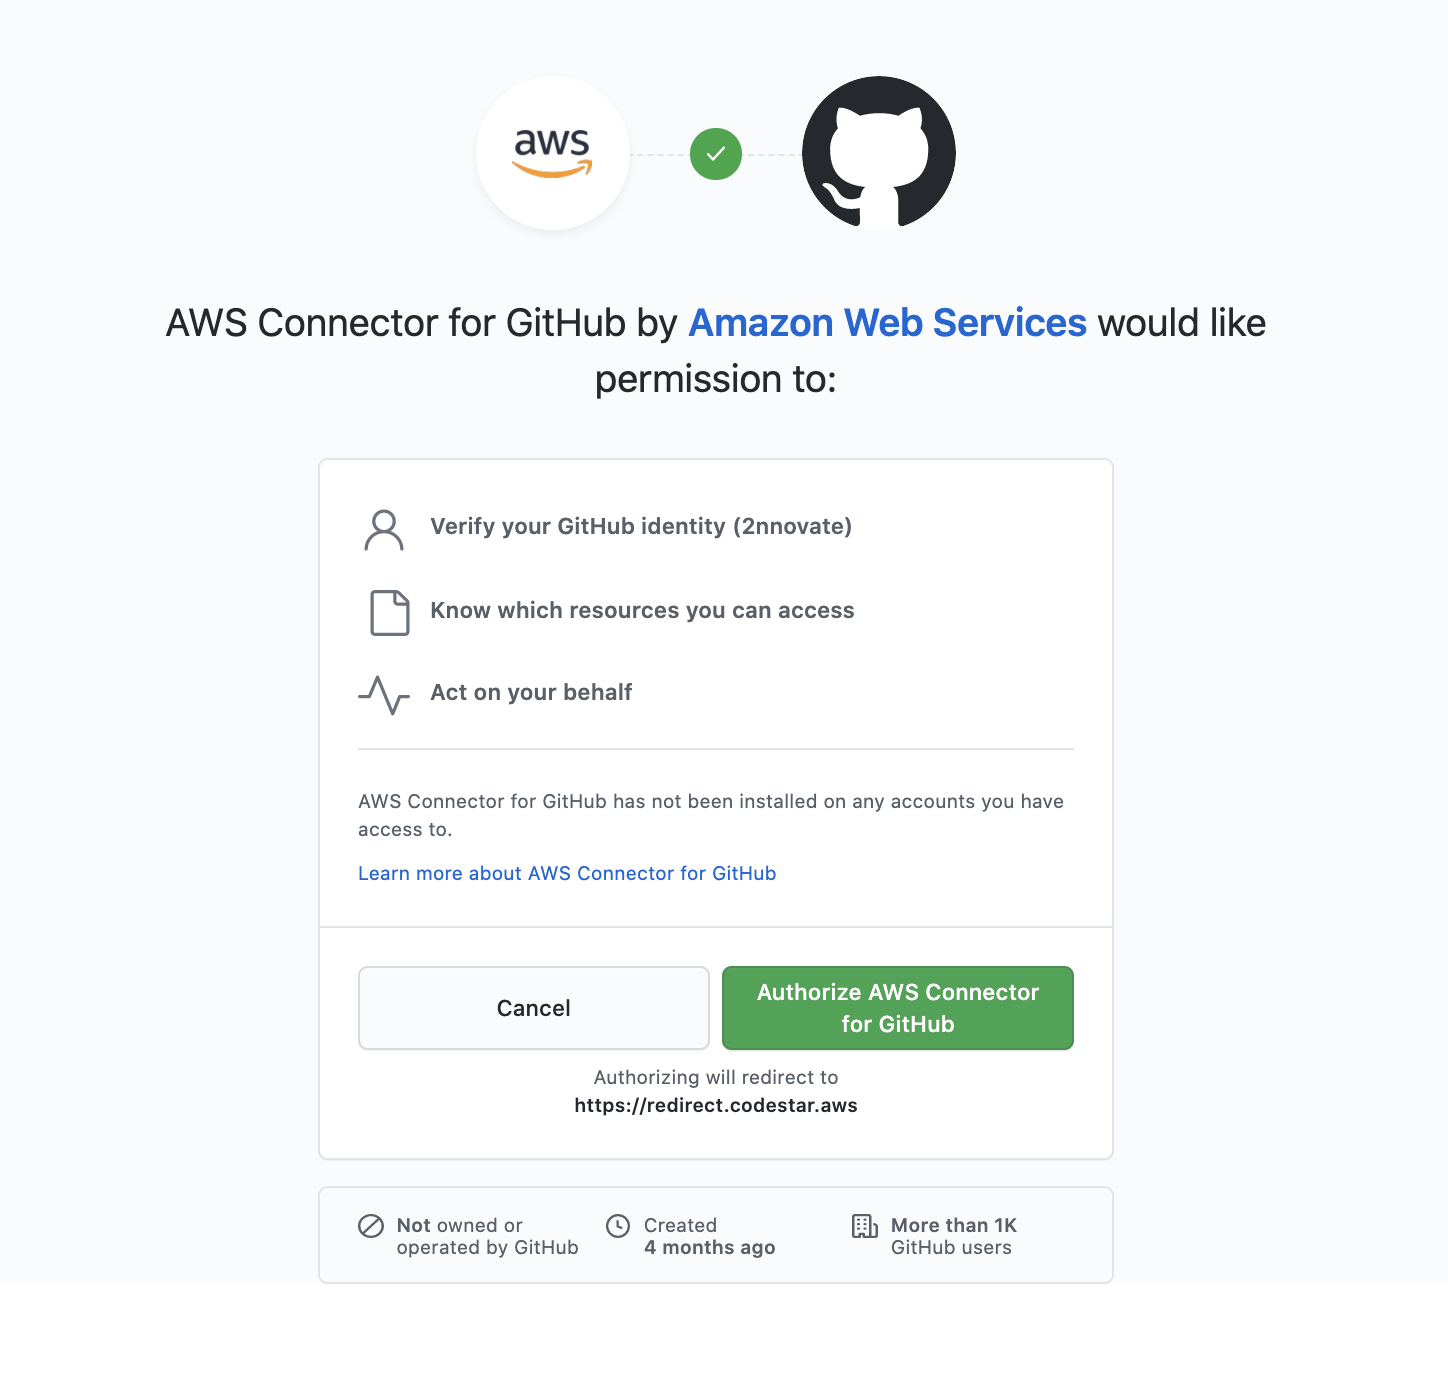 aws
AWS Connector for GitHub by Amazon Web Services would like
permission to:
Verify your GitHub identity (2nnovate)
Know which resources you can access
Act on your behalf
AWS Connector for GitHub has not been installed on any accounts you have
access to.
Learn more about AWS Connector for GitHub
Cancel
Authorize AWS Connector
for GitHub
Authorizing will redirect to
https://redirect.codestar.aws
Not owned or
operated by GitHub
Created
4 months ago
More than 1K
GitHub users